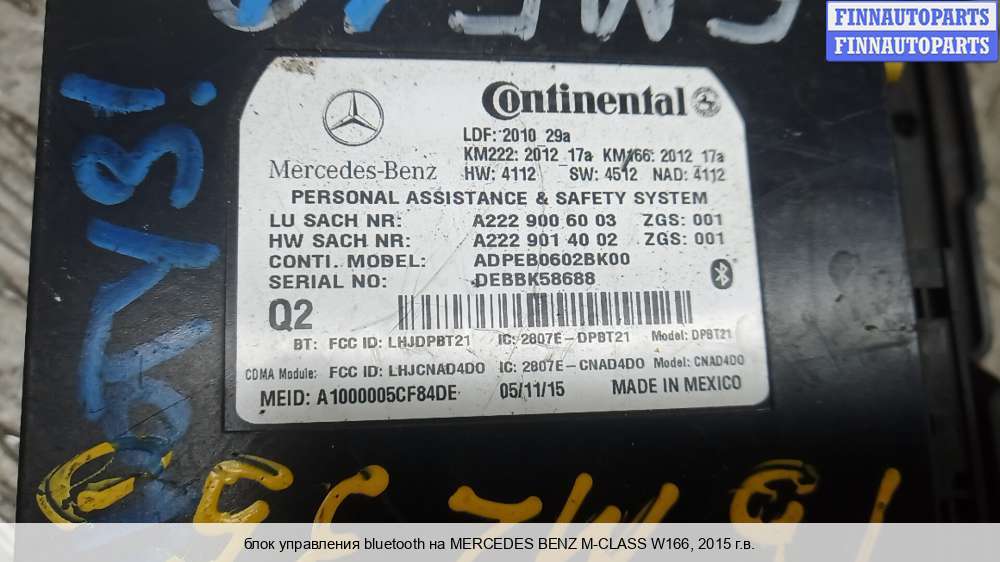 FINNAUTOPARTS
FINNAUTOPARTS
Continental
Mercedes-Benz
LDF: 2010 29a
KM222: 2012 17a KM166: 2012 17a
HW: 4112 SW: 4512 NAD: 4112
PERSONAL ASSISTANCE & SAFETY SYSTEM
LU SACH NR: A222 900 60 03 ZGS: 001
HW SACH NR: A222 901 40 02 ZGS: 001
CONTI. MODEL: ADPEB0602BK00
SERIAL NO: DEBBK58688
Q2
BT: FCC ID: LHJDPBT21 IC: 2807E-DPBT21 Model: DPBT21
CDMA Module: FCC ID: LHJCNAD4DO IC: 2807E-CNAD4DO Model: CNAD4DO
MEID: A1000005CF84DE 05/11/15 MADE IN MEXICO
блок управления bluetooth на MERCEDES BENZ M-CLASS W166, 2015 г.в.